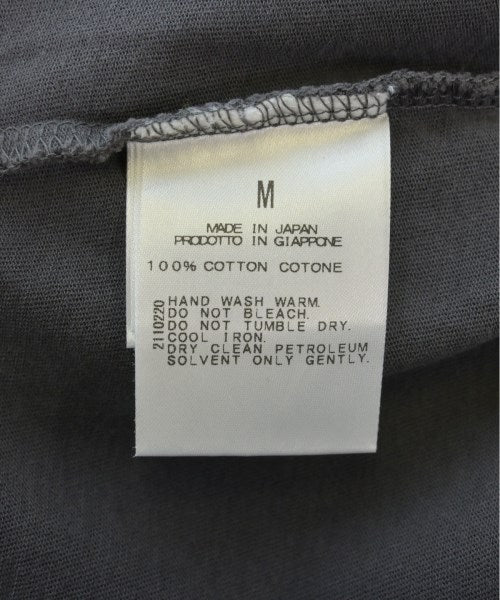 M
MADE IN JAPAN
PRODOTTO IN GIAPPONE
100% COTTON COTONE
HAND WASH WARM.
DO NOT BLEACH.
DO NOT TUMBLE DRY.
COOL IRON.
DRY CLEAN PETROLEUM
SOLVENT ONLY GENTLY.
2110220